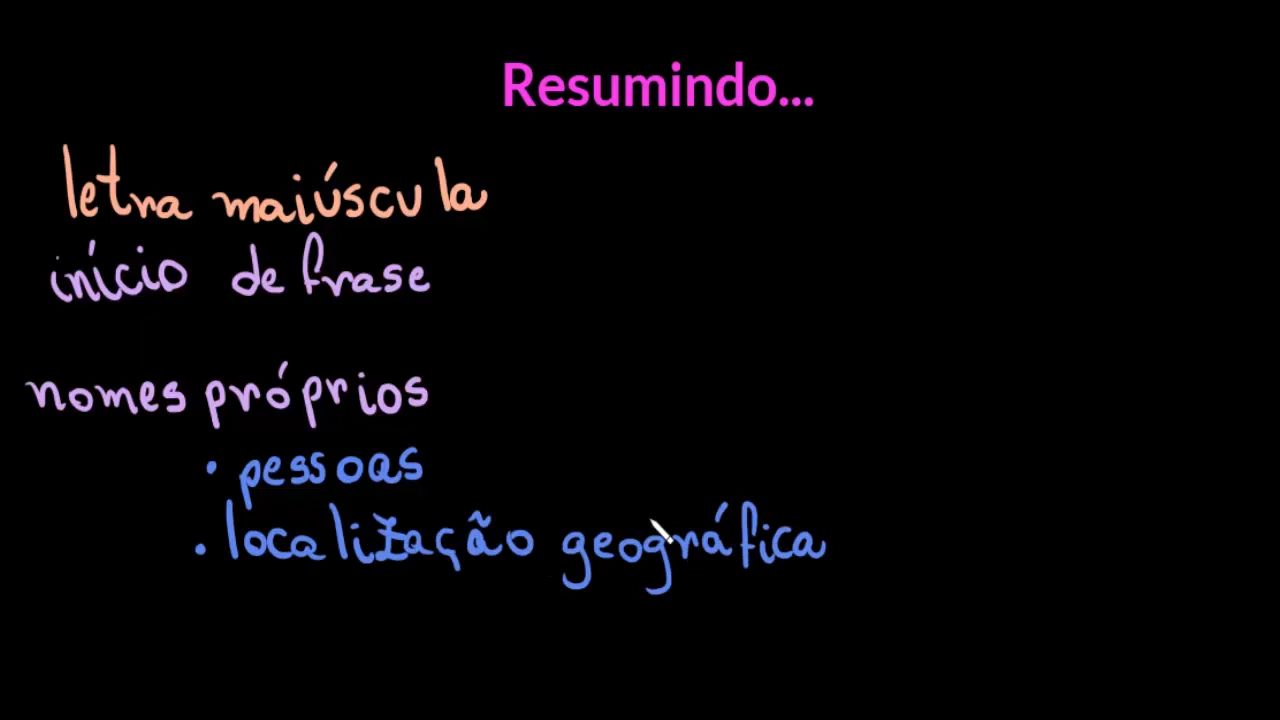 Resumindo...
letra maiúscula
início de frase
nomes próprios
• pessoas
• localização geográfica